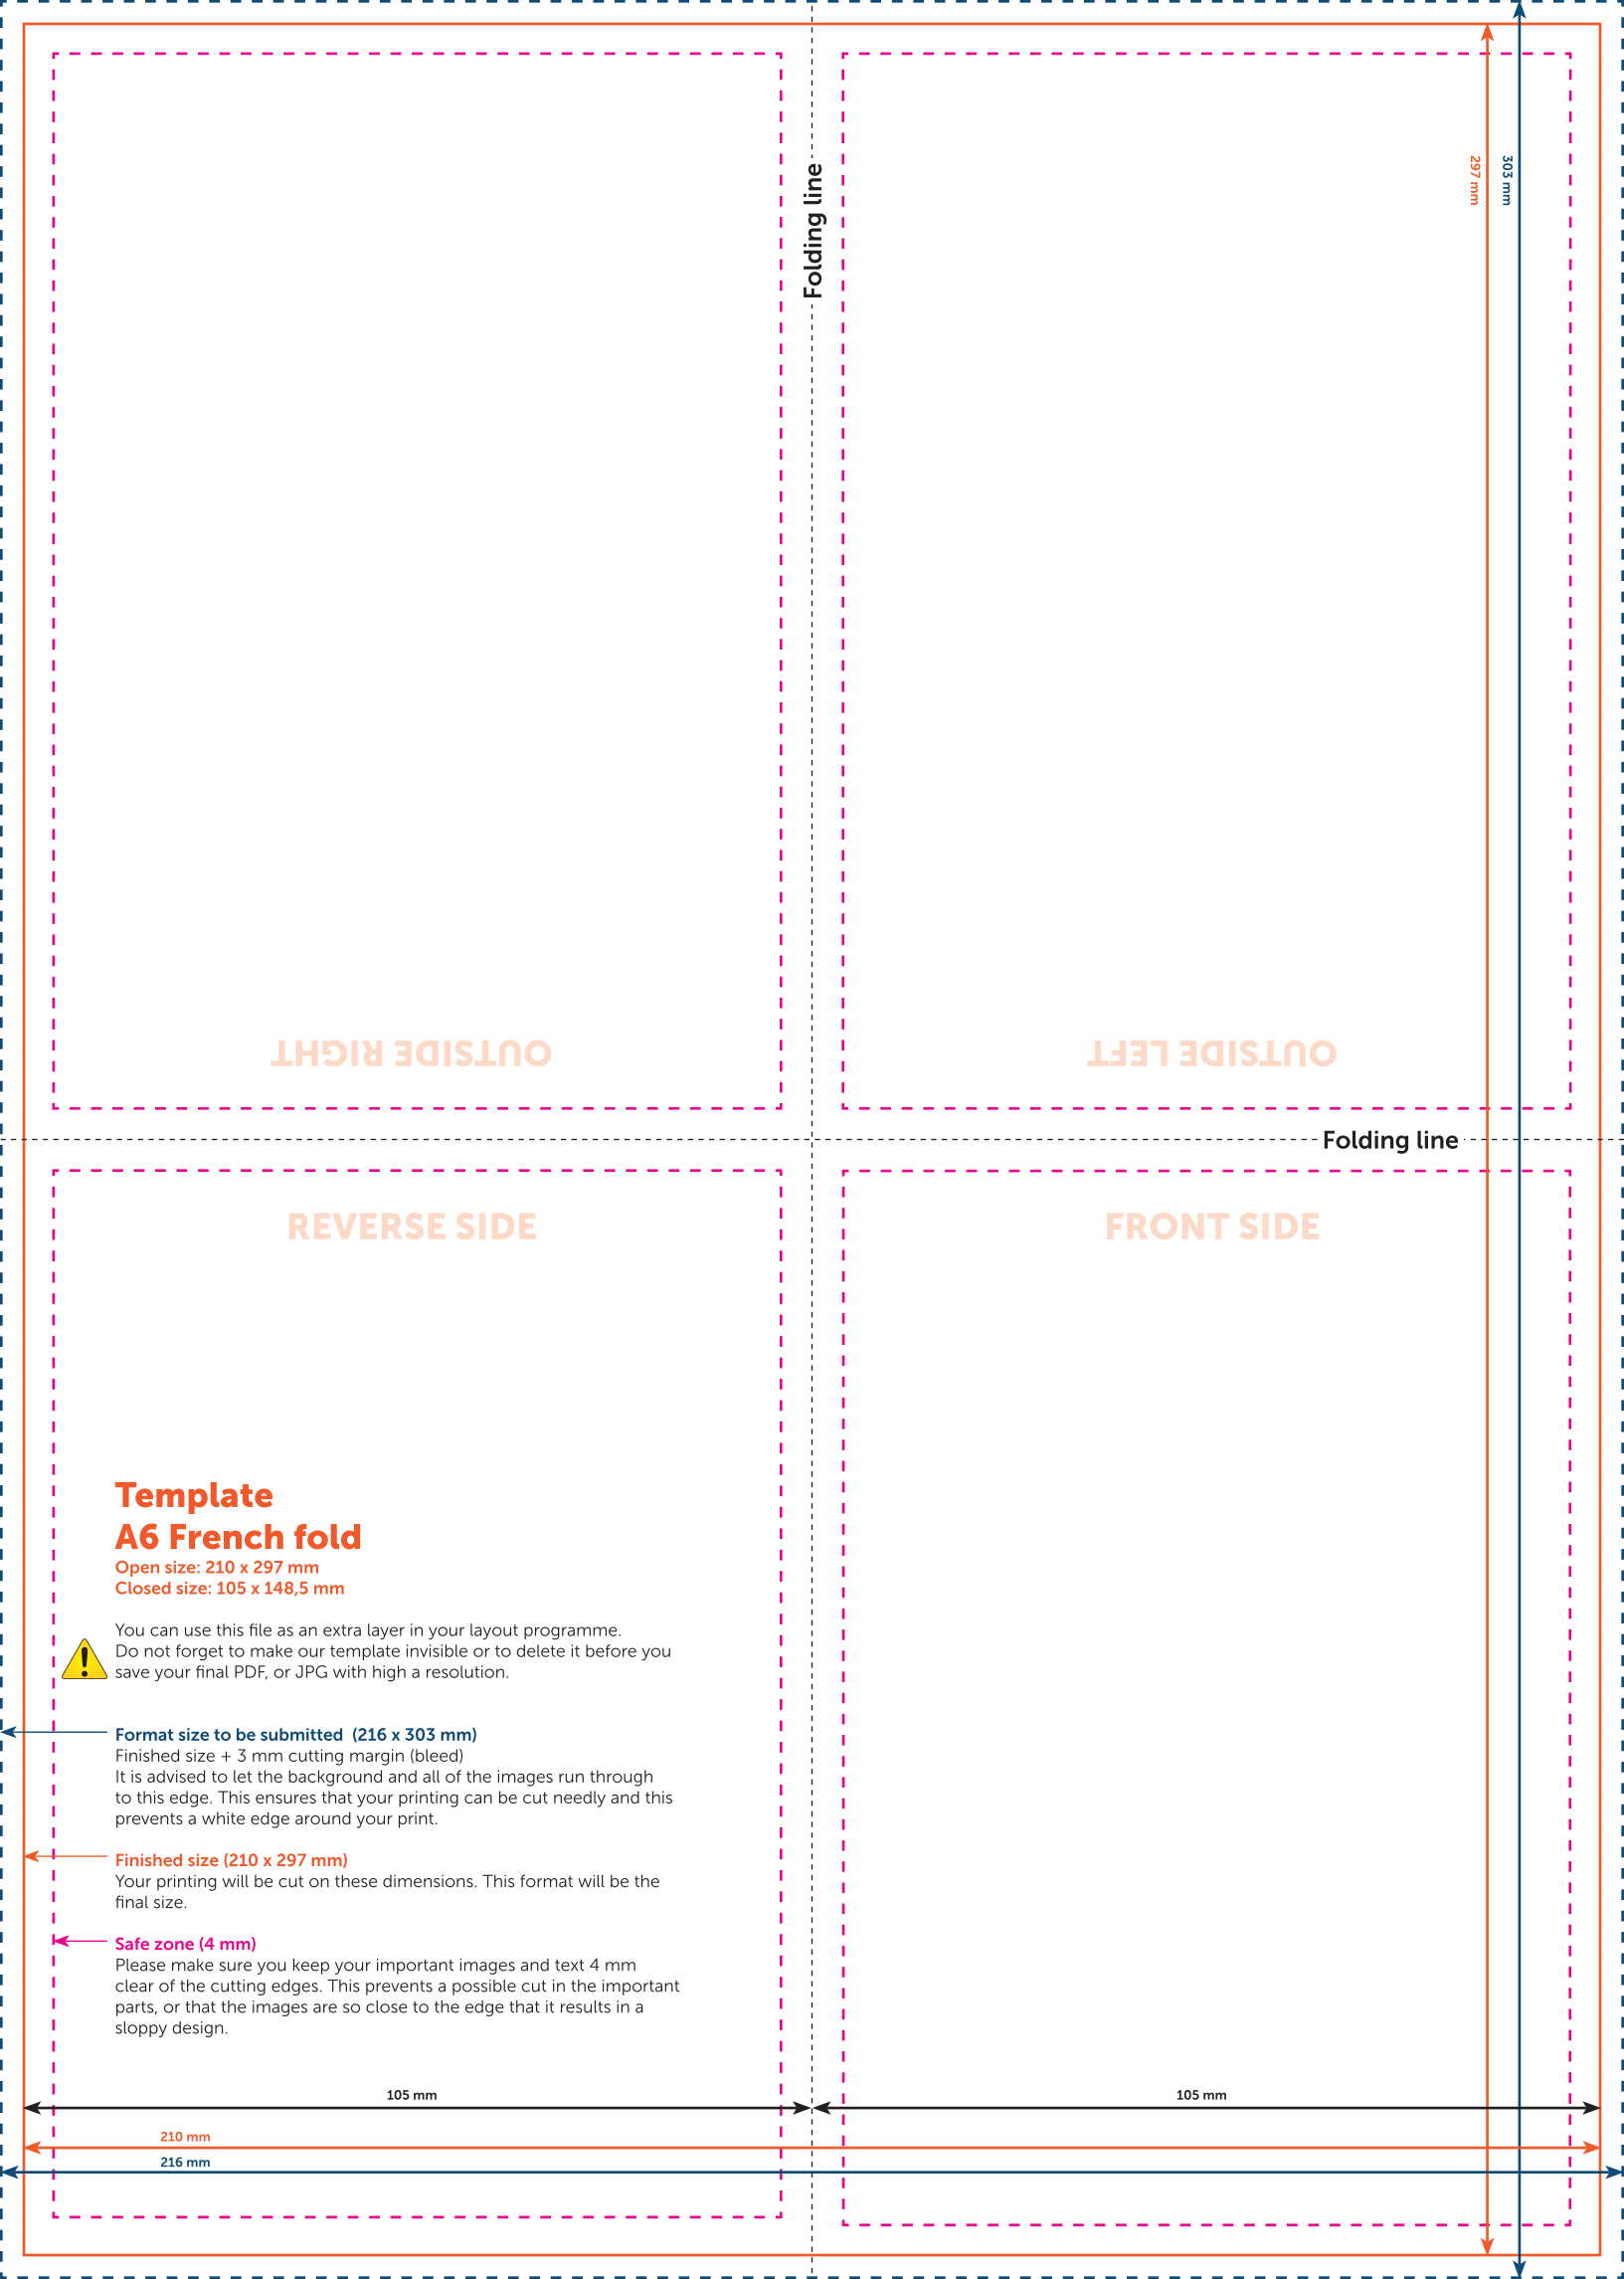 Folding line
297 mm
303 mm
OUTSIDE RIGHT
OUTSIDE LEFT
Folding line
REVERSE SIDE
FRONT SIDE
Template
A6 French fold
Open size: 210 x 297 mm
Closed size: 105 x 148,5 mm
You can use this file as an extra layer in your layout programme.
Do not forget to make our template invisible or to delete it before you
save your final PDF, or JPG with high a resolution.
Format size to be submitted  (216 x 303 mm)
Finished size + 3 mm cutting margin (bleed)
It is advised to let the background and all of the images run through
to this edge. This ensures that your printing can be cut needly and this
prevents a white edge around your print.
Finished size (210 x 297 mm)
Your printing will be cut on these dimensions. This format will be the
final size.
Safe zone (4 mm)
Please make sure you keep your important images and text 4 mm
clear of the cutting edges. This prevents a possible cut in the important
parts, or that the images are so close to the edge that it results in a
sloppy design.
105 mm
105 mm
210 mm
216 mm